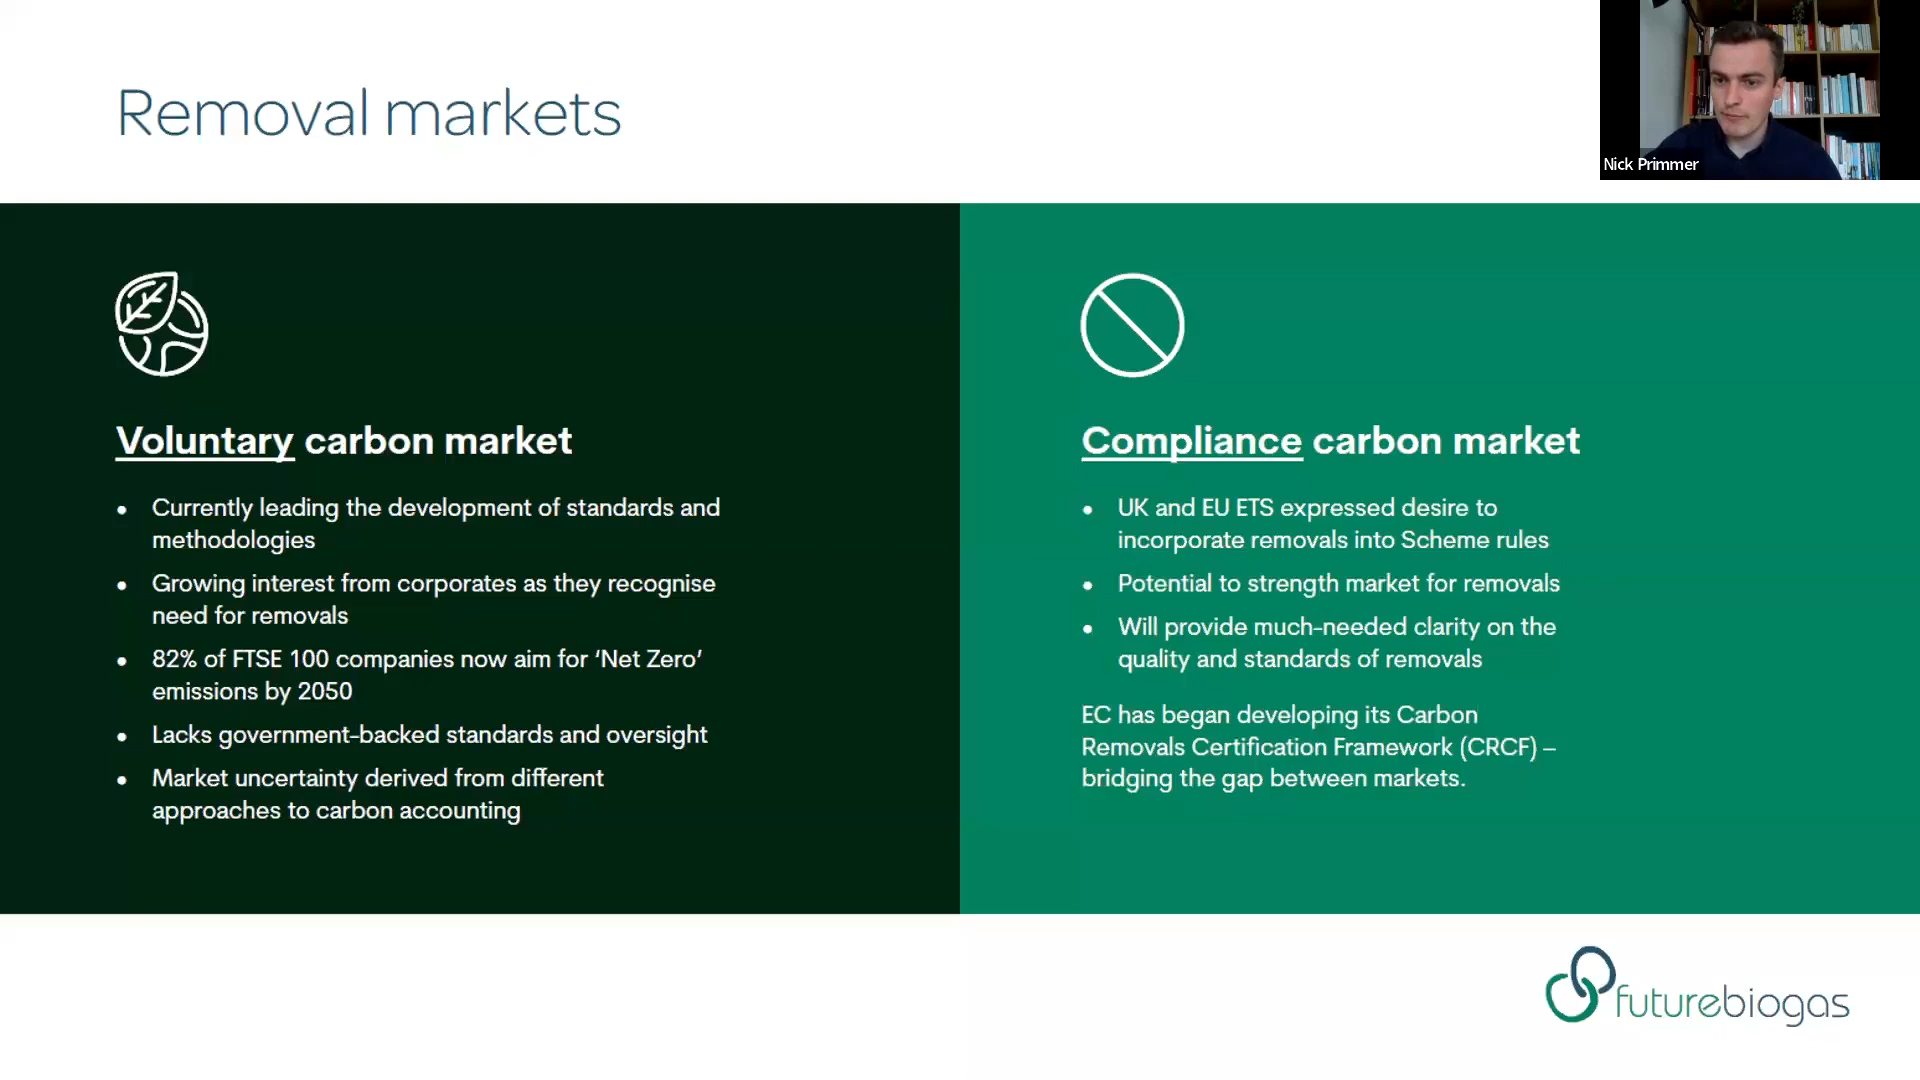 Removal markets
Nick Primmer
Voluntary carbon market
• Currently leading the development of standards and
methodologies
• Growing interest from corporates as they recognise
need for removals
• 82% of FTSE 100 companies now aim for ‘Net Zero’
emissions by 2050
• Lacks government-backed standards and oversight
• Market uncertainty derived from different
approaches to carbon accounting
Compliance carbon market
• UK and EU ETS expressed desire to
incorporate removals into Scheme rules
• Potential to strength market for removals
• Will provide much-needed clarity on the
quality and standards of removals
EC has began developing its Carbon
Removals Certification Framework (CRCF) –
bridging the gap between markets.
futurebiogas